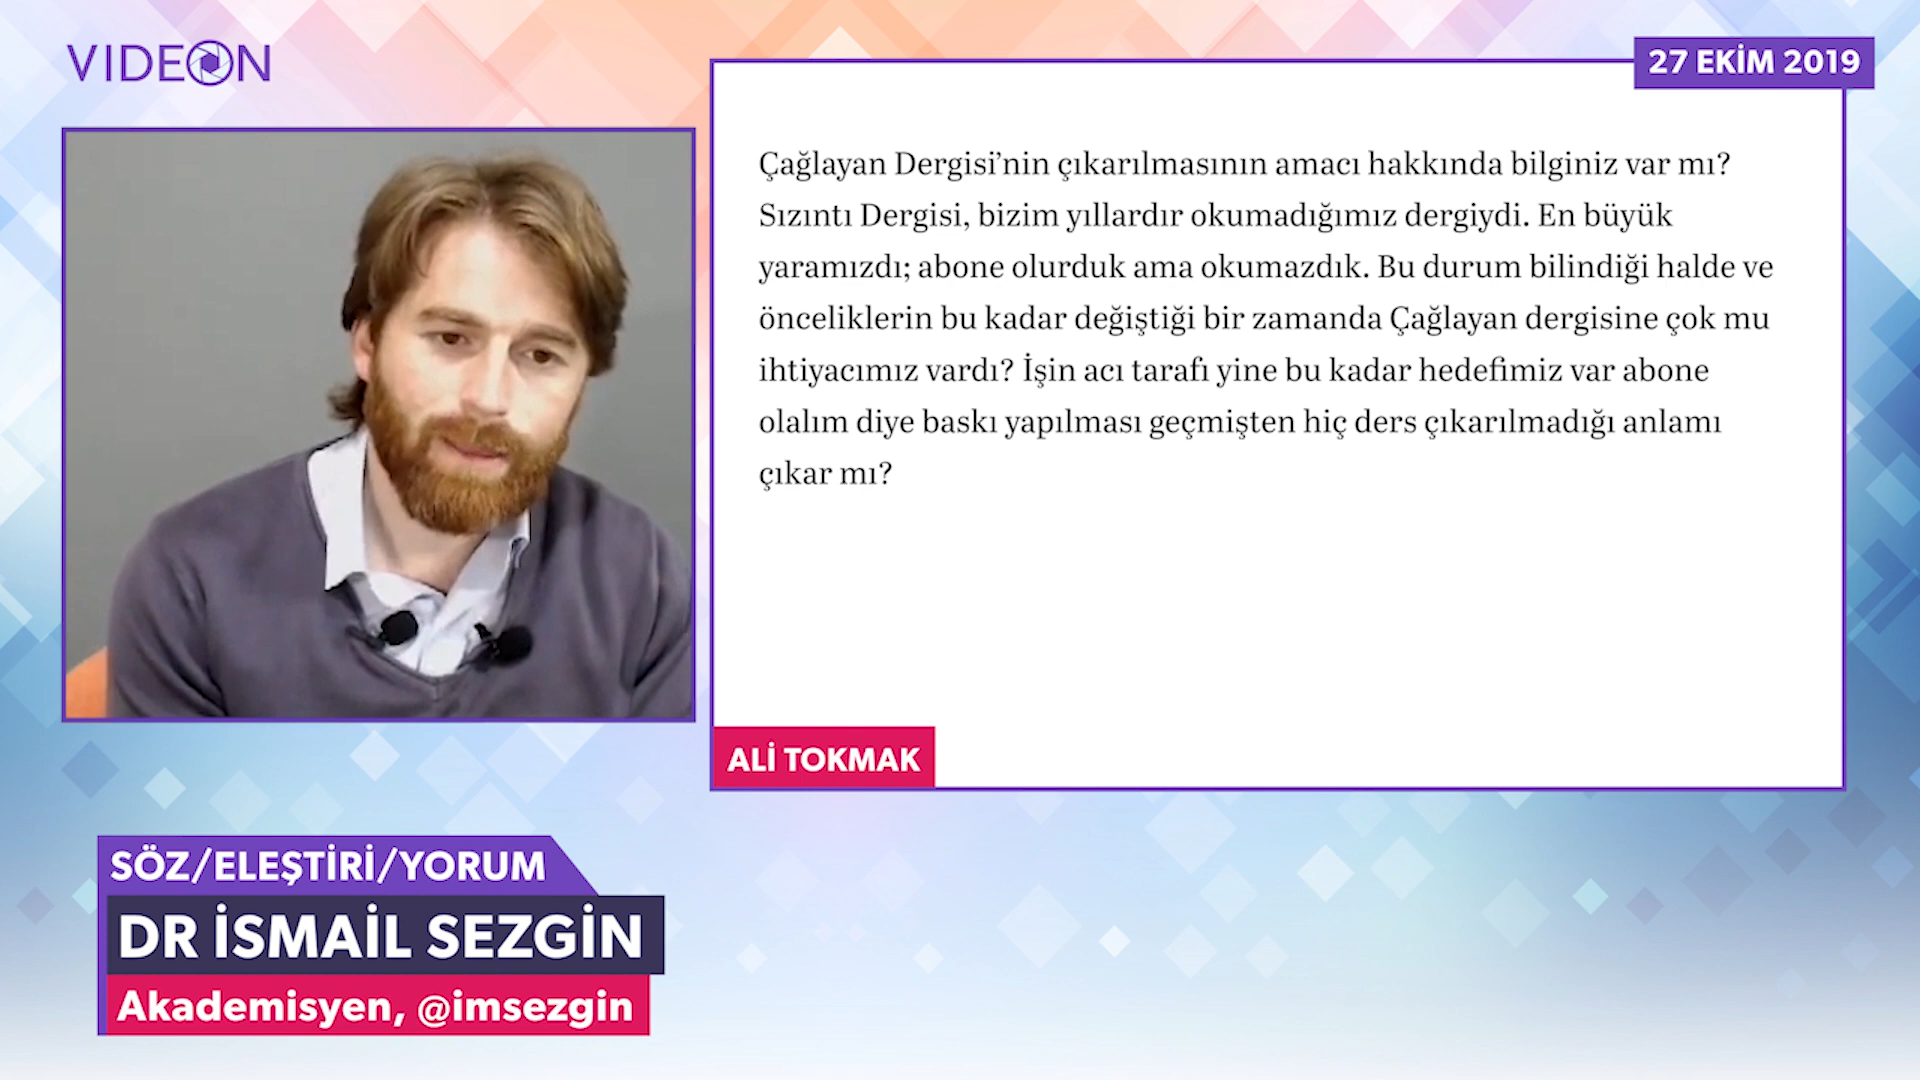 VIDEON
27 EKİM 2019
Çağlayan Dergisi’nin çıkarılmasının amacı hakkında bilginiz var mı?
Sızıntı Dergisi, bizim yıllardır okumadığımız dergiydi. En büyük
yaramızdı; abone olurduk ama okumazdık. Bu durum bilindiği halde ve
önceliklerin bu kadar değiştiği bir zamanda Çağlayan dergisine çok mu
ihtiyacımız vardı? İşin acı tarafı yine bu kadar hedefimiz var abone
olalım diye baskı yapılması geçmişten hiç ders çıkarılmadığı anlamı
çıkar mı?
ALİ TOKMAK
SÖZ/ELEŞTİRİ/YORUM
DR İSMAİL SEZGİN
Akademisyen, @imsezgin